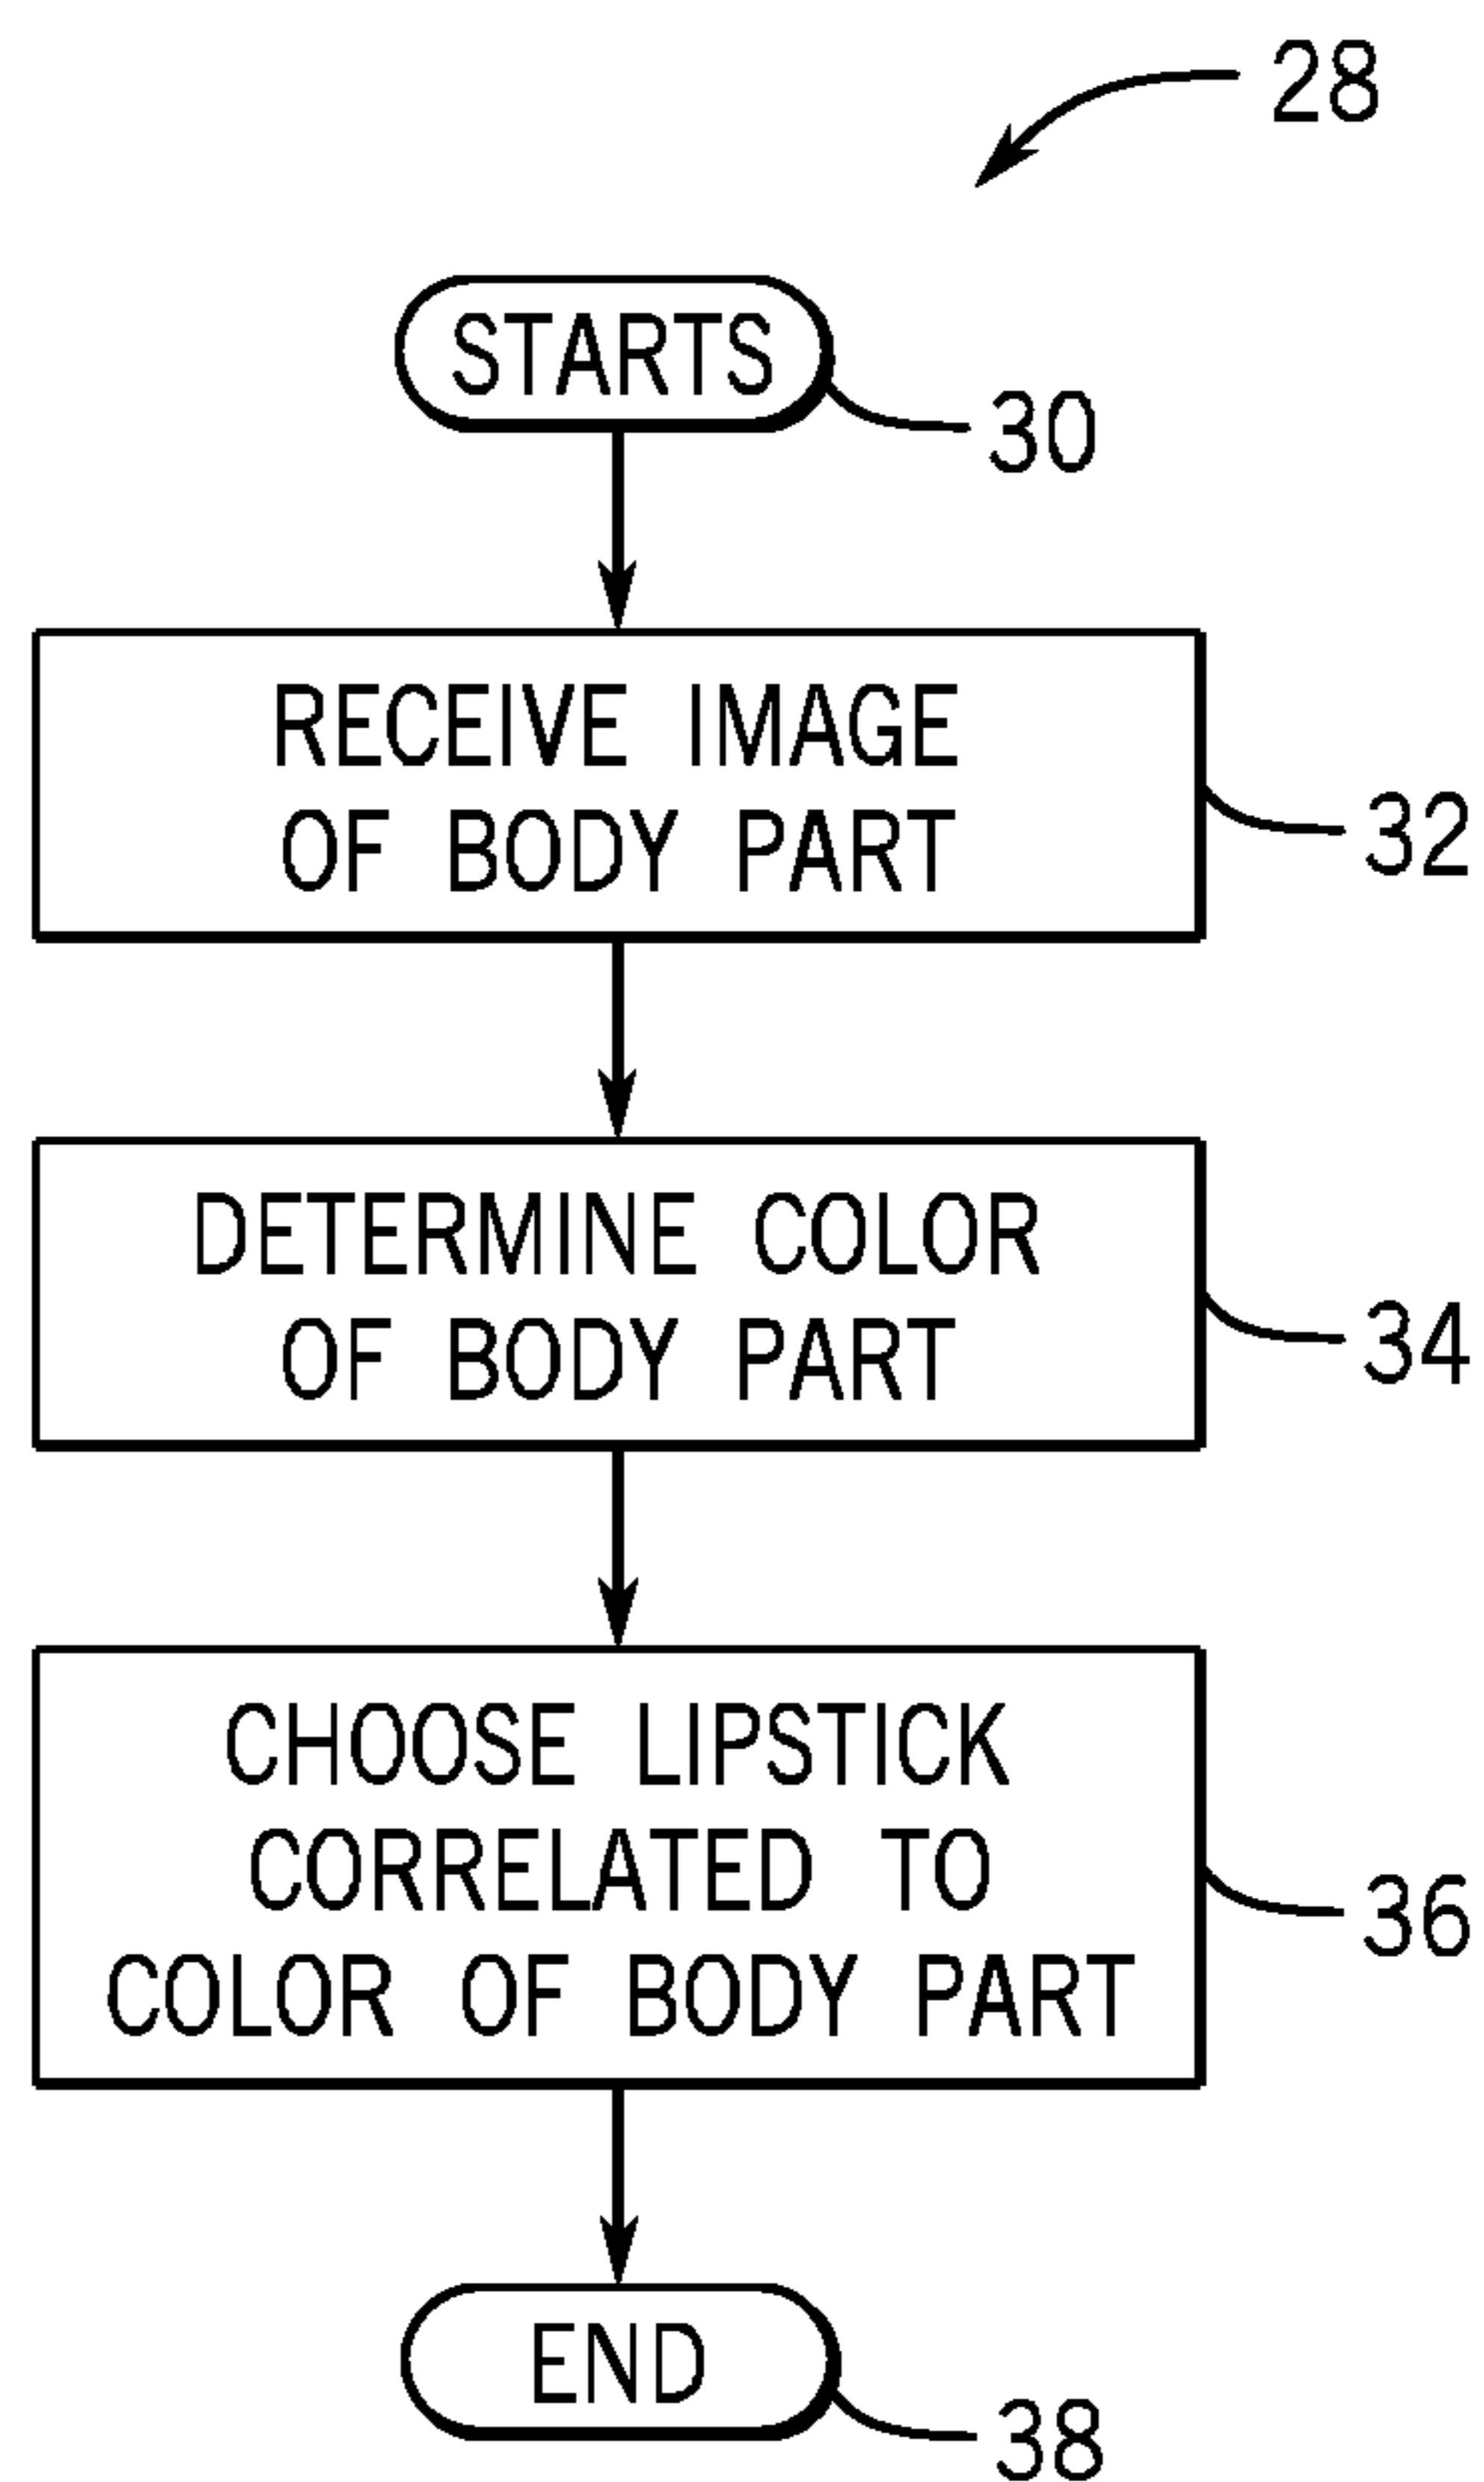 28
STARTS
30
RECEIVE IMAGE
OF BODY PART
32
DETERMINE COLOR
OF BODY PART
34
CHOOSE LIPSTICK
CORRELATED TO
COLOR OF BODY PART
36
END
38